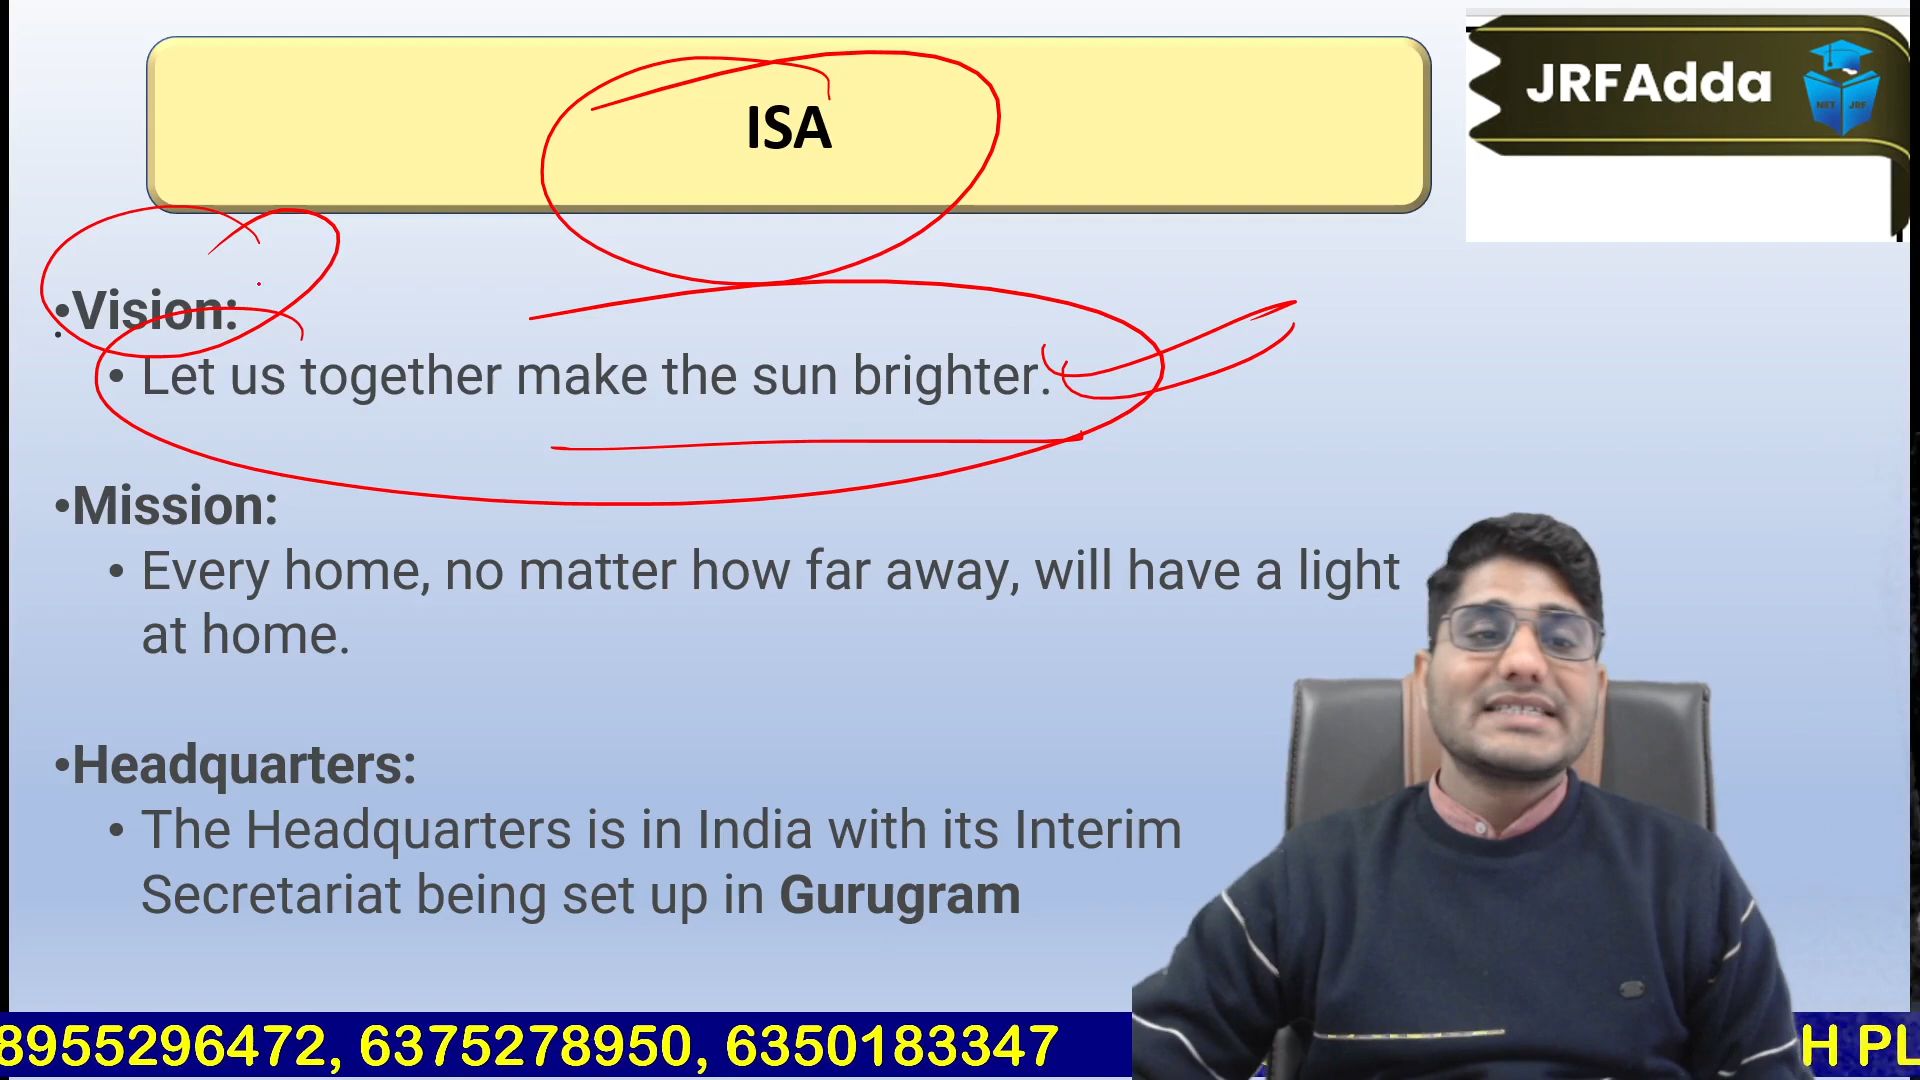 ISA
JRFAdda
NET JRF
•Vision:
• Let us together make the sun brighter.
•Mission:
• Every home, no matter how far away, will have a light
at home.
•Headquarters:
• The Headquarters is in India with its Interim
Secretariat being set up in Gurugram
8955296472, 6375278950, 6350183347
H PL